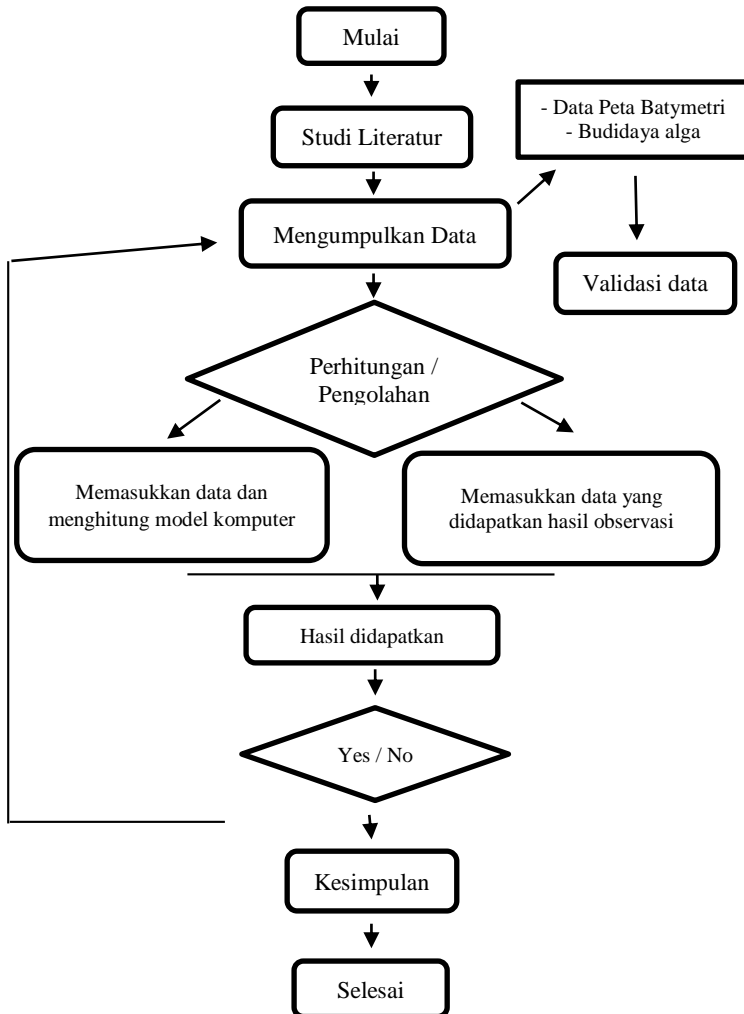 Mulai
Studi Literatur
- Data Peta Batymetri
- Budidaya alga
Mengumpulkan Data
Validasi data
Perhitungan /
Pengolahan
Memasukkan data dan
menghitung model komputer
Memasukkan data yang
didapatkan hasil observasi
Hasil didapatkan
Yes / No
Kesimpulan
Selesai